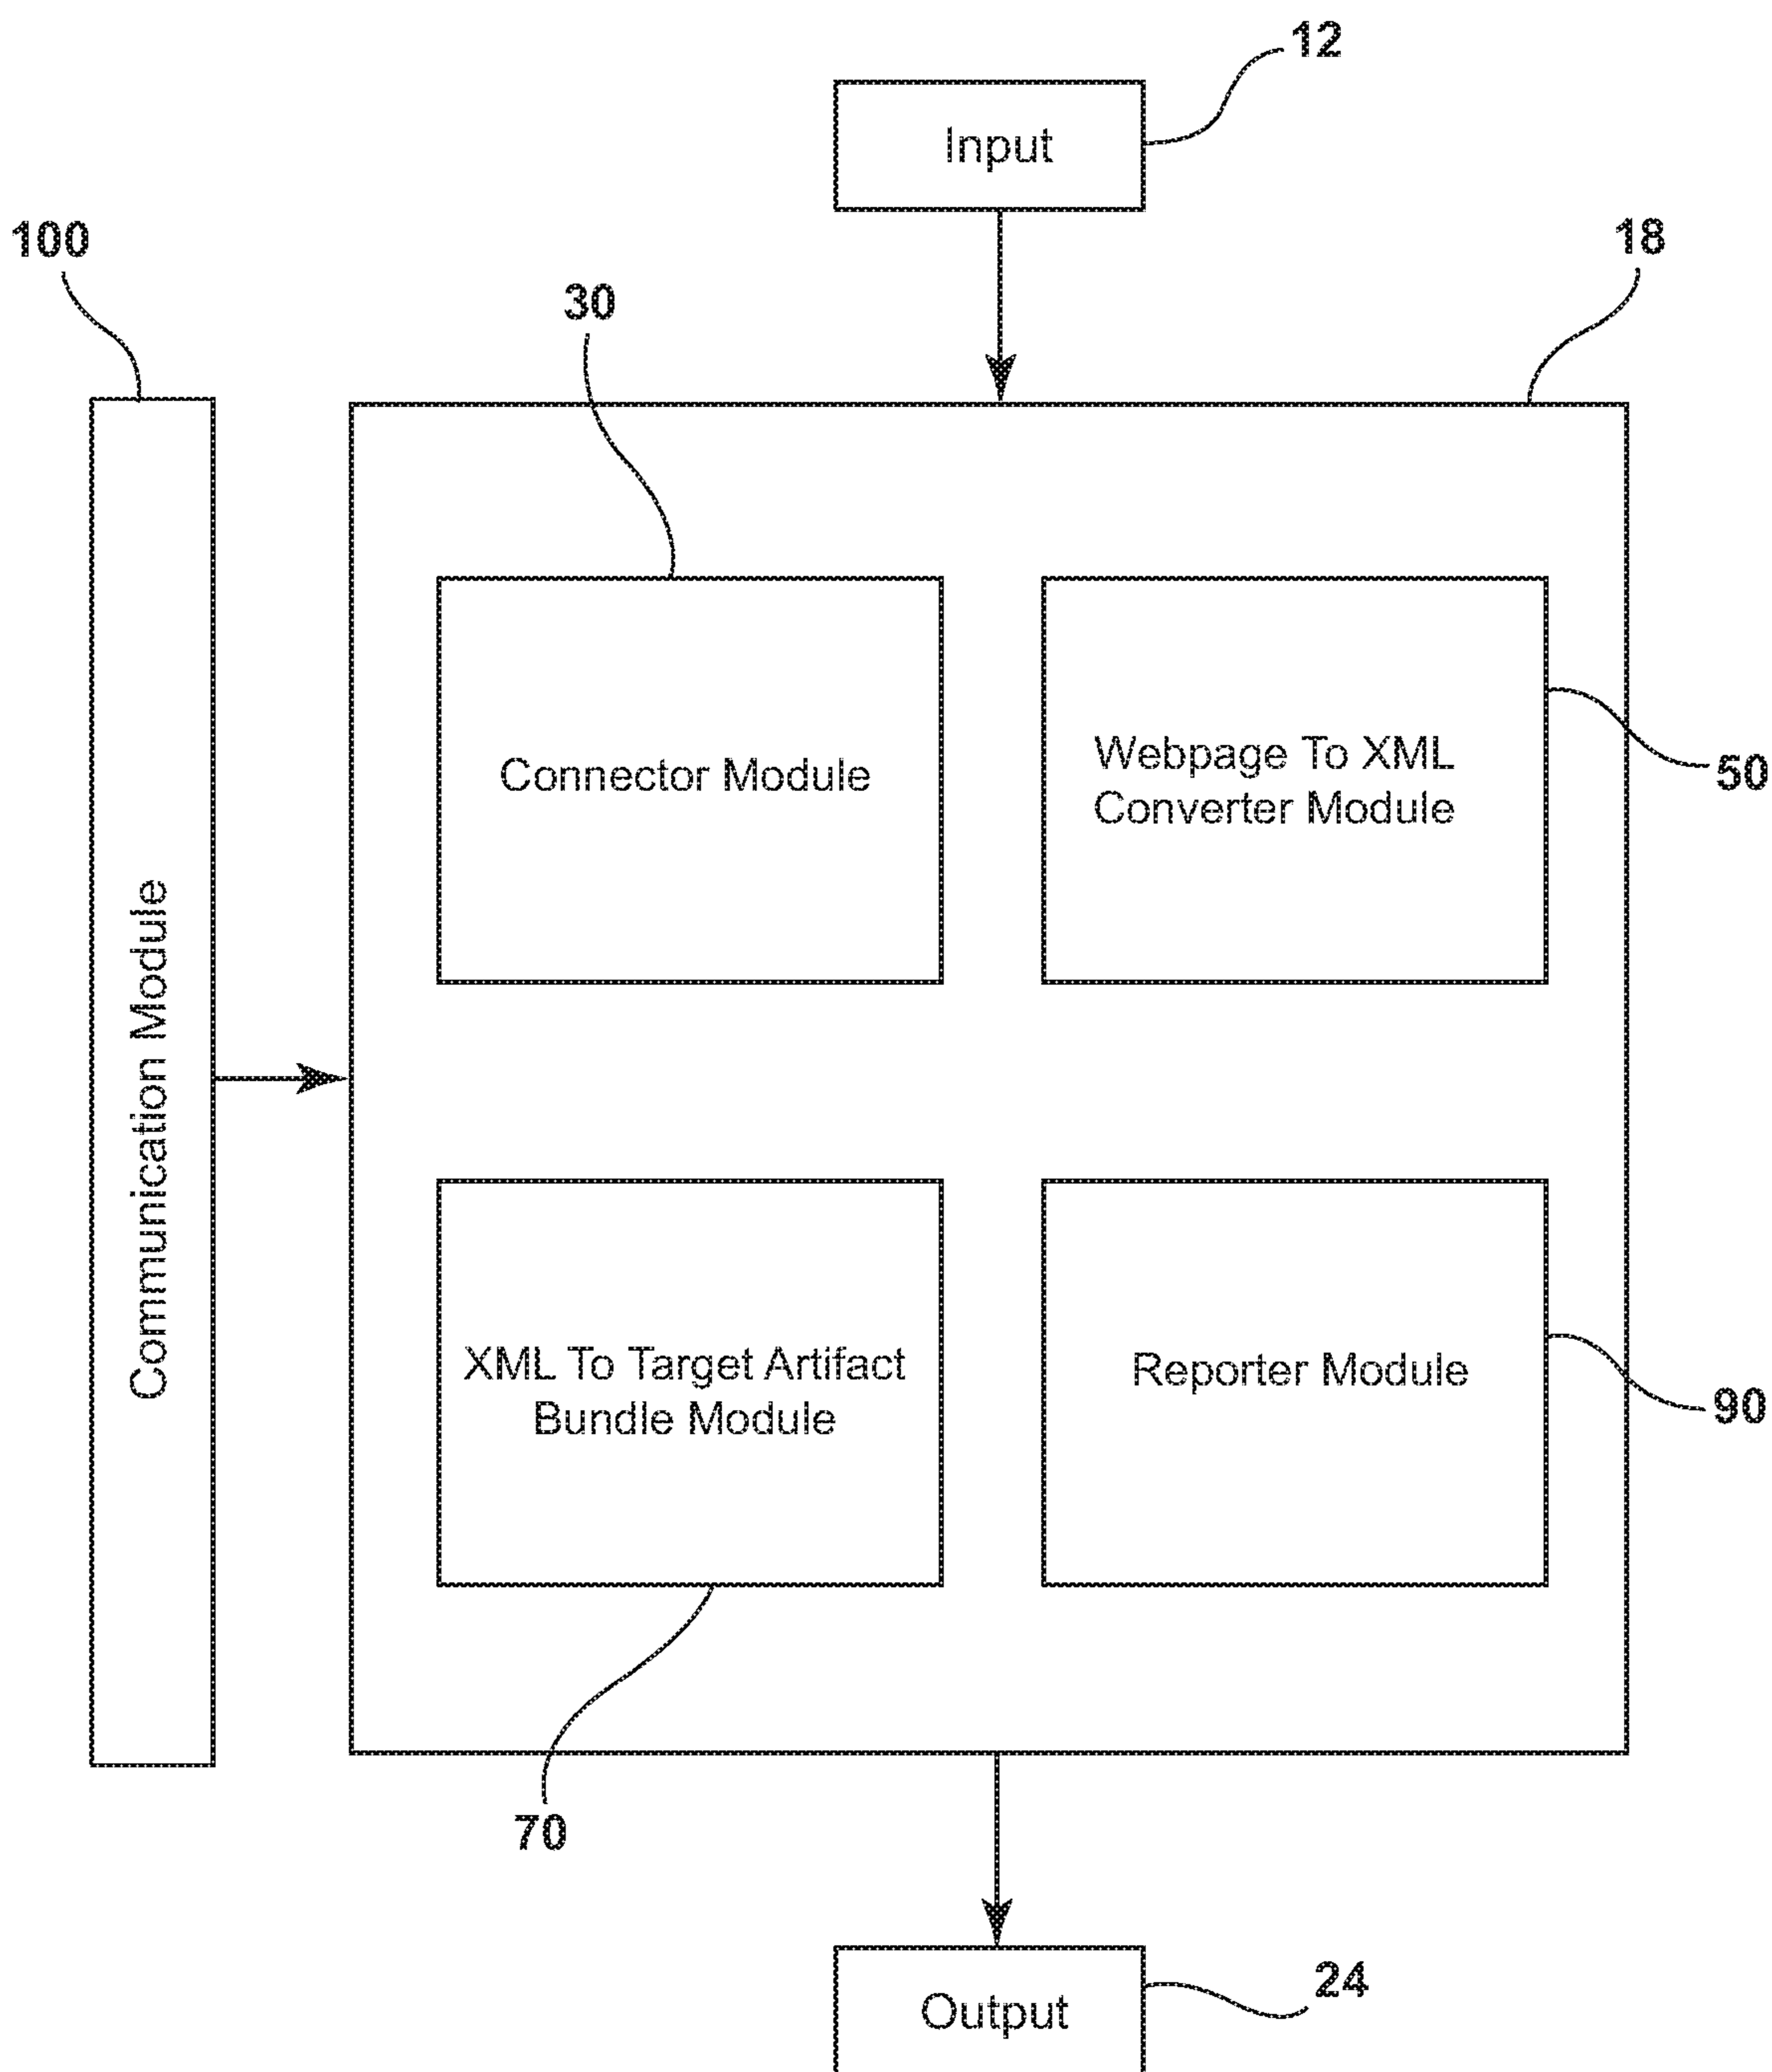 12
Input
100
18
30
Connector Module
Webpage To XML
Converter Module
50
Communication Module
XML To Target Artifact
Bundle Module
Reporter Module
90
70
24
Output